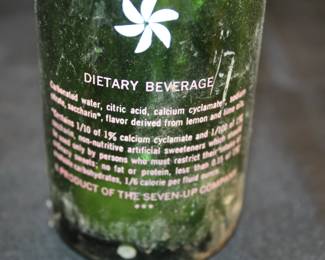 DIETARY BEVERAGE
Carbonated water, citric acid, calcium cyclamate*, sodium
citrate, saccharin*, flavor derived from lemon and lime oils.
*Contains 1/10 of 1% calcium cyclamate and 1/100 of 1%
saccharin, non-nutritive artificial sweeteners which should
be used only by persons who must restrict their intake of
ordinary sweets; no fat or protein, less than 0.15 of 1%
available carbohydrates, 1/6 calorie per fluid ounce.
A PRODUCT OF THE SEVEN-UP COMPANY
***